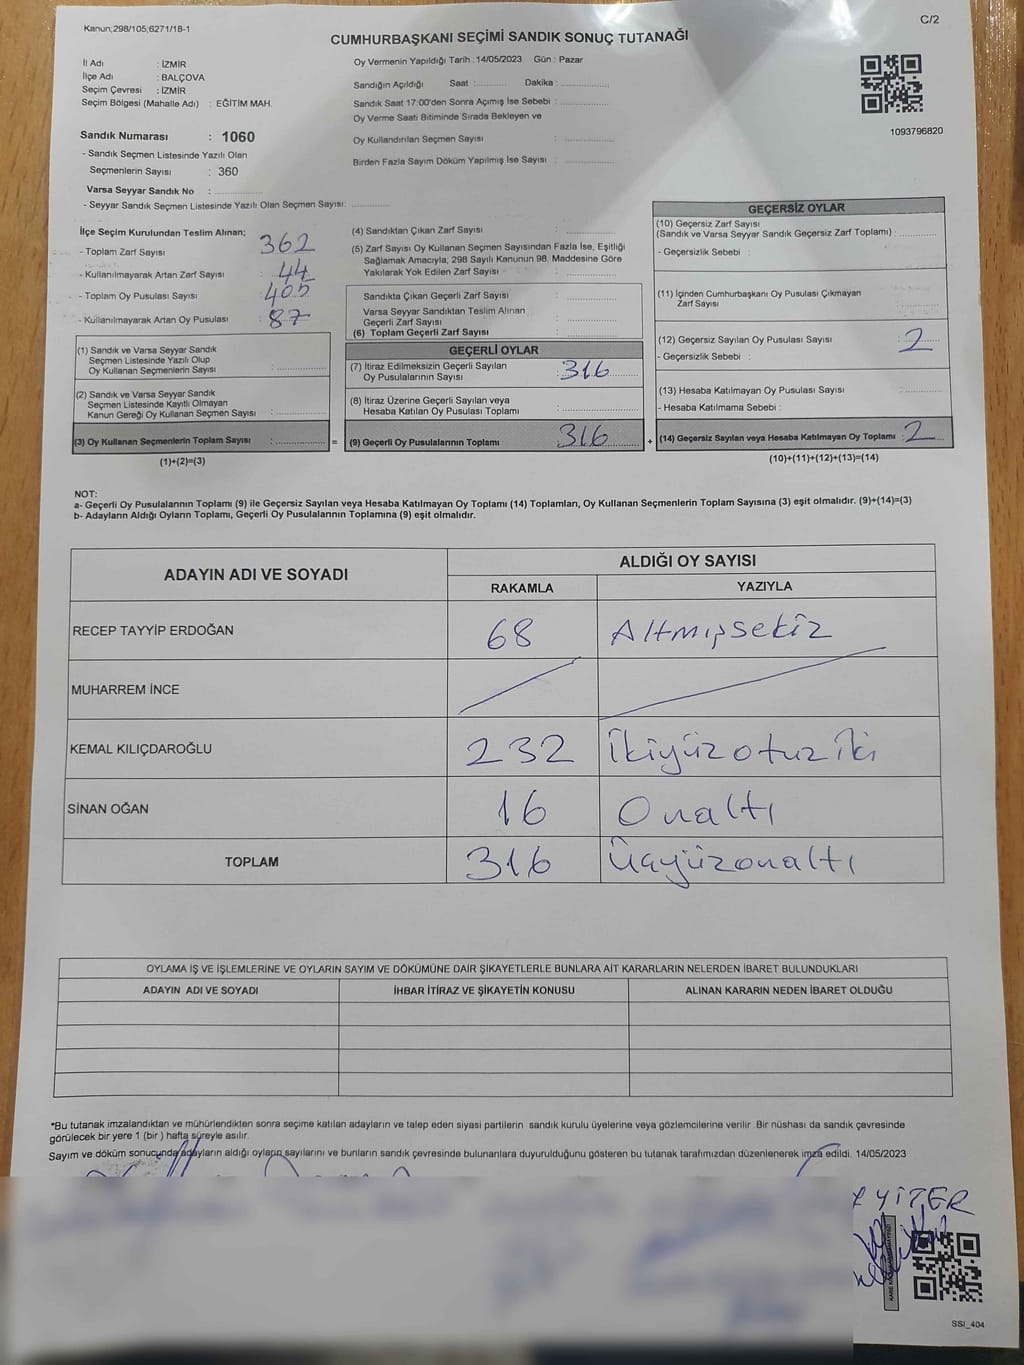 Kanun;298/105;6271/18-1
C/2
CUMHURBAŞKANI SEÇİMİ SANDIK SONUÇ TUTANAĞI
İl Adı : İZMİR
İlçe Adı : BALÇOVA
Seçim Çevresi : İZMİR
Seçim Bölgesi (Mahalle Adı) : EĞİTİM MAH.
Oy Vermenin Yapıldığı Tarih : 14/05/2023 Gün : Pazar
Sandığın Açıldığı Saat :.......... Dakika :..........
Sandık Saat 17:00'den Sonra Açımış İse Sebebi :..........
Oy Verme Saati Bitiminde Sırada Bekleyen ve
Oy Kullandırılan Seçmen Sayısı :..........
Birden Fazla Sayım Döküm Yapılmış İse Sayısı :..........
1093796820
Sandık Numarası : 1060
- Sandık Seçmen Listesinde Yazılı Olan
Seçmenlerin Sayısı : 360
Varsa Seyyar Sandık No :..........
- Seyyar Sandık Seçmen Listesinde Yazılı Olan Seçmen Sayısı:..........
İlçe Seçim Kurulundan Teslim Alınan;
- Toplam Zarf Sayısı : 362
- Kullanılmayarak Artan Zarf Sayısı : 44
- Toplam Oy Pusulası Sayısı : 405
- Kullanılmayarak Artan Oy Pusulası : 87
(1) Sandık ve Varsa Seyyar Sandık
Seçmen Listesinde Yazılı Olup
Oy Kullanan Seçmenlerin Sayısı :..........
(2) Sandık ve Varsa Seyyar Sandık
Seçmen Listesinde Kayıtlı Olmayan
Kanun Gereği Oy Kullanan Seçmen Sayısı :..........
(3) Oy Kullanan Seçmenlerin Toplam Sayısı :..........
(1)+(2)=(3)
(4) Sandıktan Çıkan Zarf Sayısı :..........
(5) Zarf Sayısı Oy Kullanan Seçmen Sayısından Fazla İse, Eşitliği
Sağlamak Amacıyla, 298 Sayılı Kanunun 98. Maddesine Göre
Yakılarak Yok Edilen Zarf Sayısı :..........
Sandıkta Çıkan Geçerli Zarf Sayısı :..........
Varsa Seyyar Sandıktan Teslim Alınan
Geçerli Zarf Sayısı :..........
(6) Toplam Geçerli Zarf Sayısı :..........
GEÇERLİ OYLAR
(7) İtiraz Edilmeksizin Geçerli Sayılan
Oy Pusulalarının Sayısı : 316
(8) İtiraz Üzerine Geçerli Sayılan veya
Hesaba Katılan Oy Pusulası Toplamı :..........
= (9) Geçerli Oy Pusulalarının Toplamı : 316
GEÇERSİZ OYLAR
(10) Geçersiz Zarf Sayısı
(Sandık ve Varsa Seyyar Sandık Geçersiz Zarf Toplamı) :..........
- Geçersizlik Sebebi :
(11) İçinden Cumhurbaşkanı Oy Pusulası Çıkmayan
Zarf Sayısı :..........
(12) Geçersiz Sayılan Oy Pusulası Sayısı : 2
- Geçersizlik Sebebi :
(13) Hesaba Katılmayan Oy Pusulası Sayısı :..........
- Hesaba Katılmama Sebebi :
+ (14) Geçersiz Sayılan veya Hesaba Katılmayan Oy Toplamı : 2
(10)+(11)+(12)+(13)=(14)
NOT:
a- Geçerli Oy Pusulalarının Toplamı (9) ile Geçersiz Sayılan veya Hesaba Katılmayan Oy Toplamı (14) Toplamları, Oy Kullanan Seçmenlerin Toplam Sayısına (3) eşit olmalıdır. (9)+(14)=(3)
b- Adayların Aldığı Oyların Toplamı, Geçerli Oy Pusulalarının Toplamına (9) eşit olmalıdır.
ADAYIN ADI VE SOYADI
ALDIĞI OY SAYISI
RAKAMLA YAZIYLA
RECEP TAYYİP ERDOĞAN 68 Altmışsekiz
MUHARREM İNCE
KEMAL KILIÇDAROĞLU 232 İkiyüzotuziki
SİNAN OĞAN 16 Onaltı
TOPLAM 316 Üçyüzonaltı
OYLAMA İŞ VE İŞLEMLERİNE VE OYLARIN SAYIM VE DÖKÜMÜNE DAİR ŞİKAYETLERLE BUNLARA AİT KARARLARIN NELERDEN İBARET BULUNDUKLARI
ADAYIN ADI VE SOYADI İHBAR İTİRAZ VE ŞİKAYETİN KONUSU ALINAN KARARIN NEDEN İBARET OLDUĞU
*Bu tutanak imzalandıktan ve mühürlendikten sonra seçime katılan adayların ve talep eden siyasi partilerin sandık kurulu üyelerine veya gözlemcilerine verilir. Bir nüshası da sandık çevresinde
görülecek bir yere 1 (bir ) hafta süreyle asılır.
Sayım ve döküm sonucunda adayların aldığı oyların sayılarını ve bunların sandık çevresinde bulunanlara duyurulduğunu gösteren bu tutanak tarafımızdan düzenlenerek imza edildi. 14/05/2023
YİTER
SSI_404